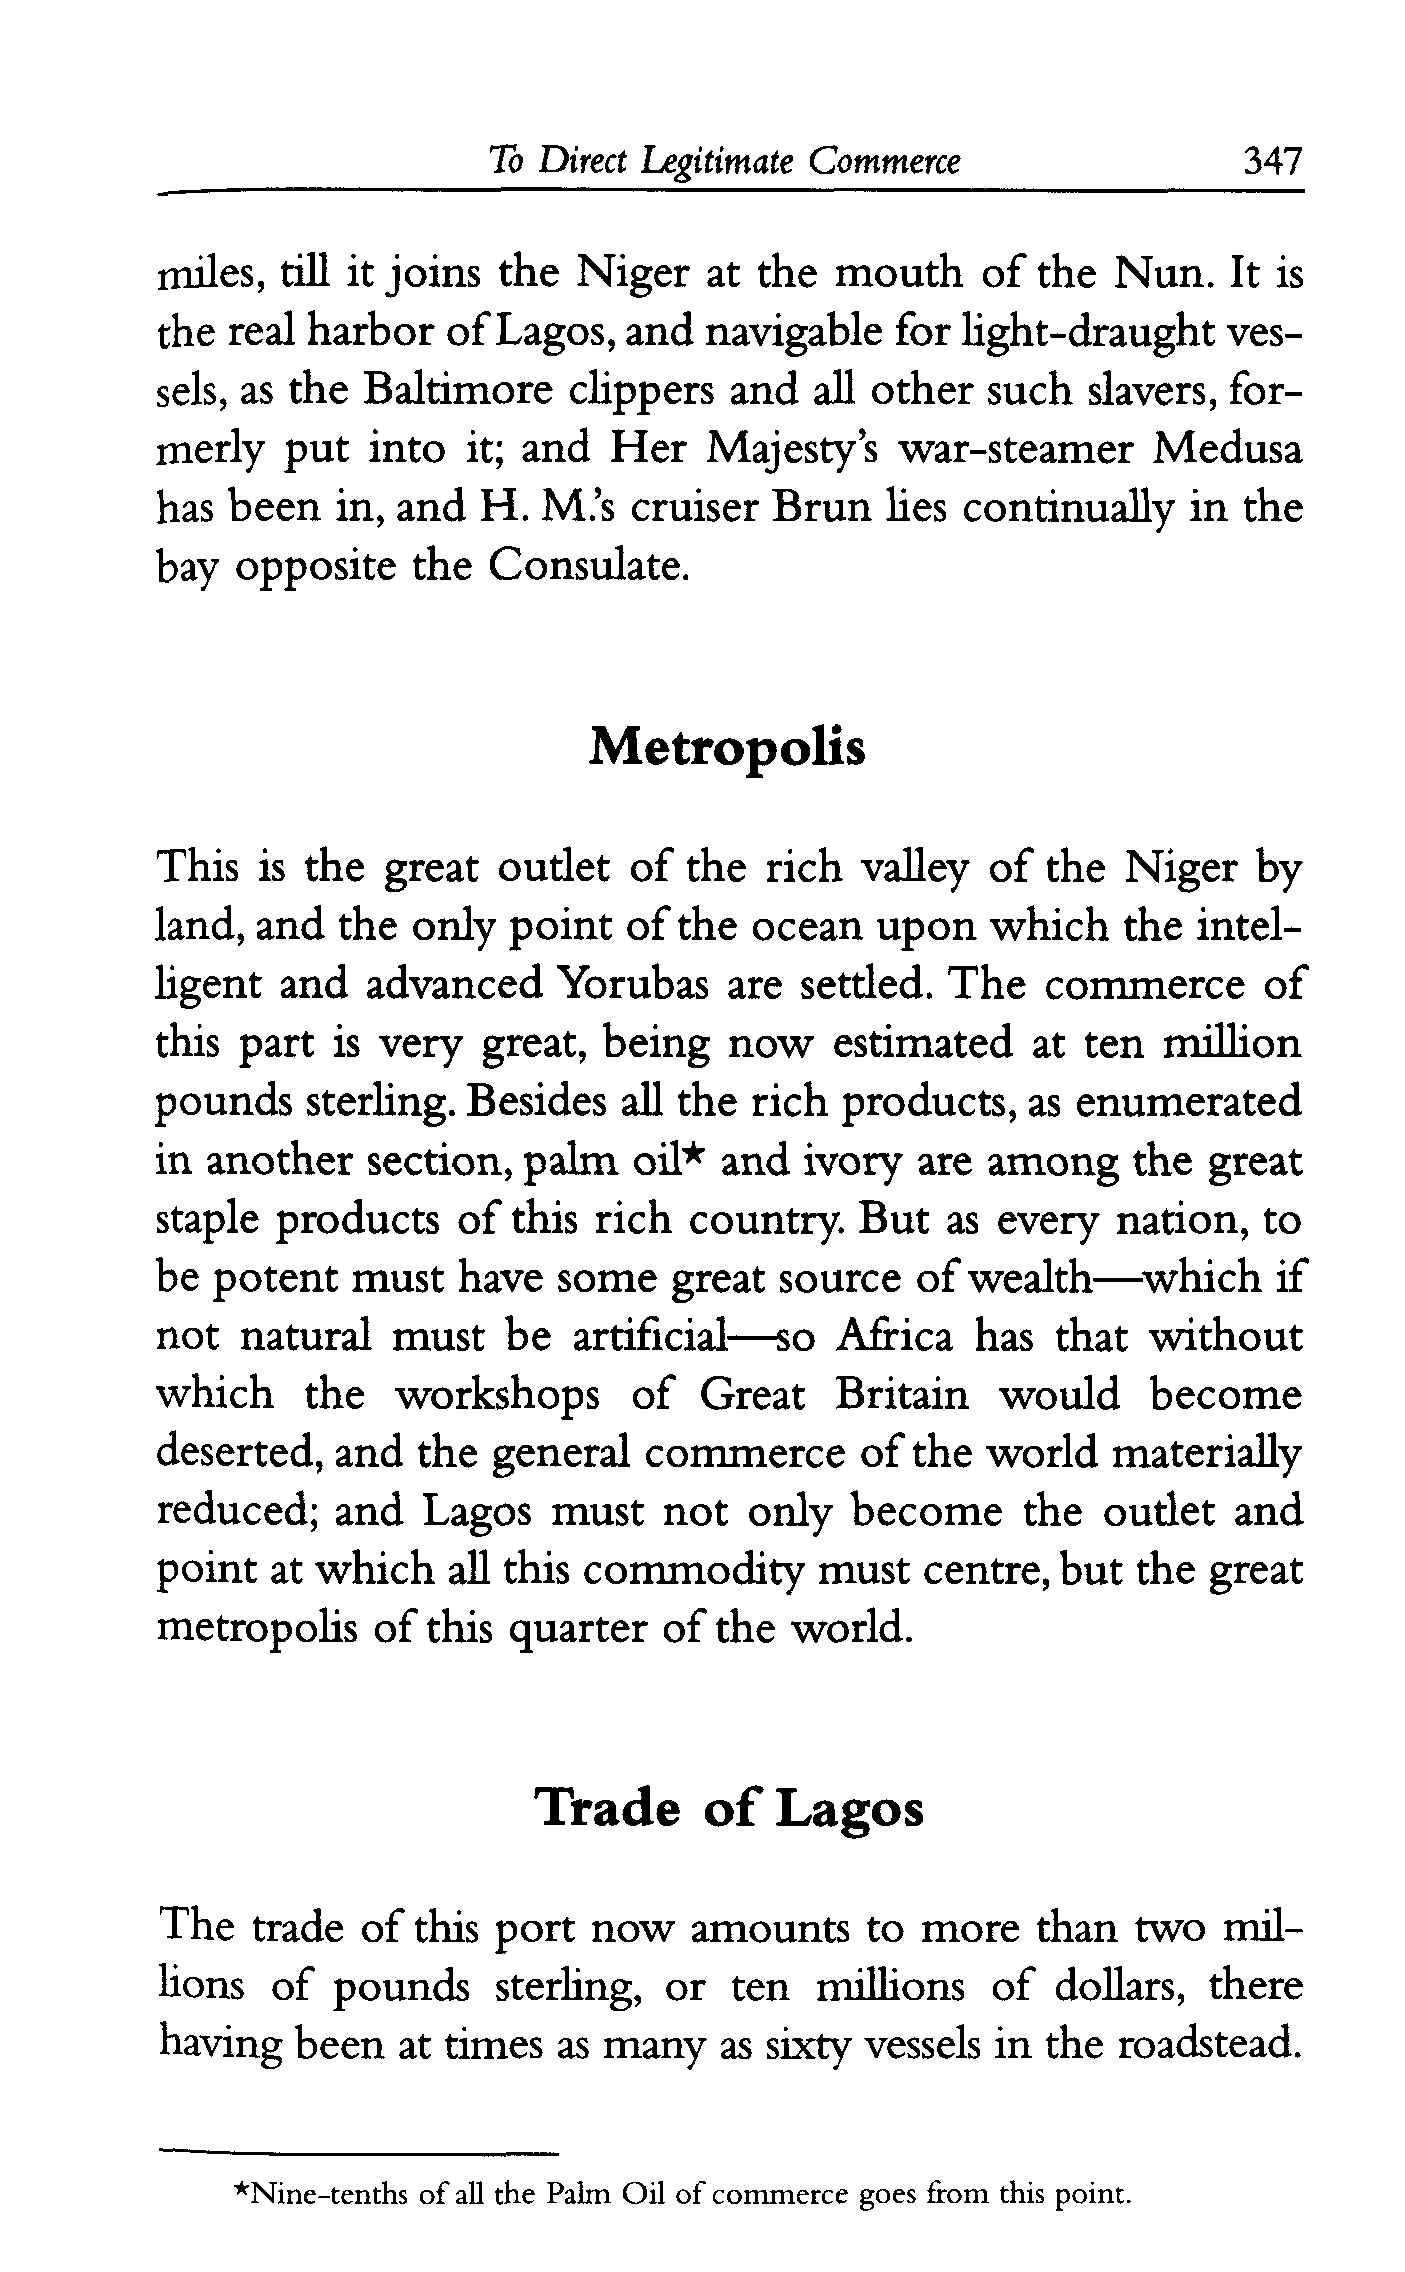 To Direct Legitimate Commerce 347
miles, till it joins the Niger at the mouth of the Nun. It is
the real harbor of Lagos, and navigable for light-draught ves-
sels, as the Baltimore clippers and all other such slavers, for-
merly put into it; and Her Majesty's war-steamer Medusa
has been in, and H. M.'s cruiser Brun lies continually in the
bay opposite the Consulate.
Metropolis
This is the great outlet of the rich valley of the Niger by
land, and the only point of the ocean upon which the intel-
ligent and advanced Yorubas are settled. The commerce of
this part is very great, being now estimated at ten million
pounds sterling. Besides all the rich products, as enumerated
in another section, palm oil* and ivory are among the great
staple products of this rich country. But as every nation, to
be potent must have some great source of wealth—which if
not natural must be artificial—so Africa has that without
which the workshops of Great Britain would become
deserted, and the general commerce of the world materially
reduced; and Lagos must not only become the outlet and
point at which all this commodity must centre, but the great
metropolis of this quarter of the world.
Trade of Lagos
The trade of this port now amounts to more than two mil-
lions of pounds sterling, or ten millions of dollars, there
having been at times as many as sixty vessels in the roadstead.
*Nine-tenths of all the Palm Oil of commerce goes from this point.